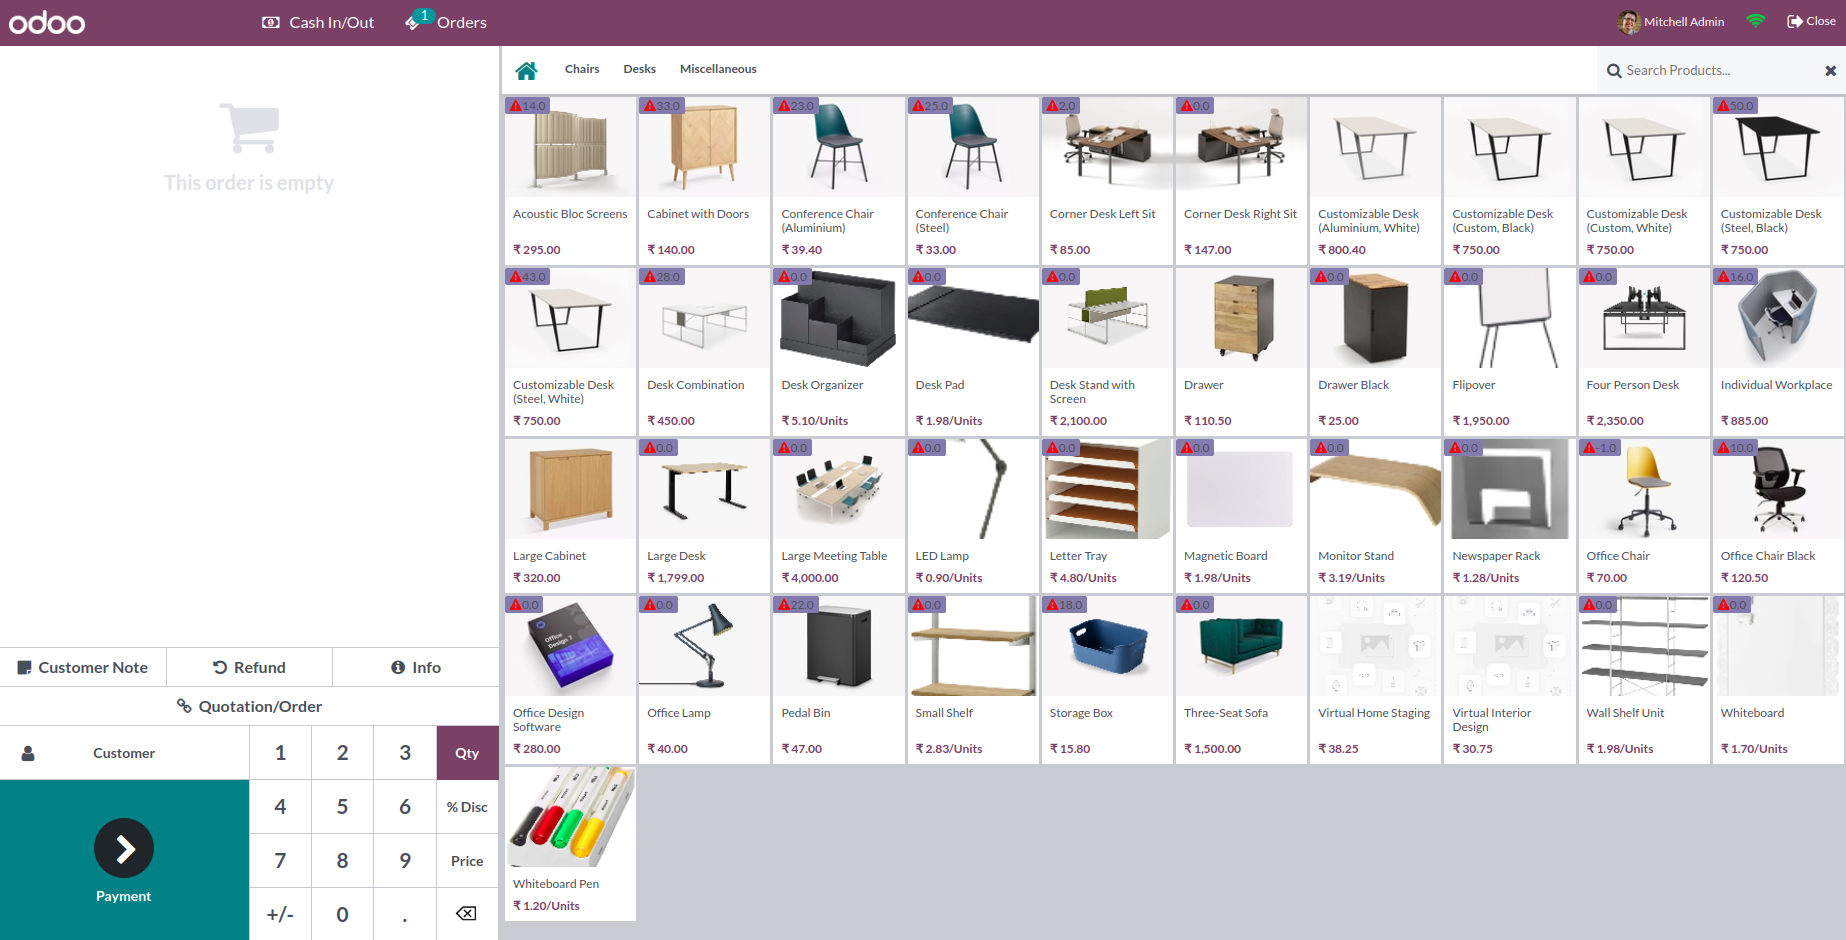 odoo
Cash In/Out
1
Orders
Mitchell Admin
Close
This order is empty
Chairs
Desks
Miscellaneous
Search Products...
14.0
33.0
23.0
25.0
2.0
0.0
50.0
Acoustic Bloc Screens
₹ 295.00
Cabinet with Doors
₹ 140.00
Conference Chair
(Aluminium)
₹ 39.40
Conference Chair
(Steel)
₹ 33.00
Corner Desk Left Sit
₹ 85.00
Corner Desk Right Sit
₹ 147.00
Customizable Desk
(Aluminium, White)
₹ 800.40
Customizable Desk
(Custom, Black)
₹ 750.00
Customizable Desk
(Custom, White)
₹ 750.00
Customizable Desk
(Steel, Black)
₹ 750.00
43.0
28.0
0.0
0.0
0.0
0.0
0.0
0.0
16.0
Customizable Desk
(Steel, White)
₹ 750.00
Desk Combination
₹ 450.00
Desk Organizer
₹ 5.10/Units
Desk Pad
₹ 1.98/Units
Desk Stand with
Screen
₹ 2,100.00
Drawer
₹ 110.50
Drawer Black
₹ 25.00
Flipover
₹ 1,950.00
Four Person Desk
₹ 2,350.00
Individual Workplace
₹ 885.00
0.0
0.0
0.0
0.0
0.0
0.0
0.0
-1.0
10.0
Large Cabinet
₹ 320.00
Large Desk
₹ 1,799.00
Large Meeting Table
₹ 4,000.00
LED Lamp
₹ 0.90/Units
Letter Tray
₹ 4.80/Units
Magnetic Board
₹ 1.98/Units
Monitor Stand
₹ 3.19/Units
Newspaper Rack
₹ 1.28/Units
Office Chair
₹ 70.00
Office Chair Black
₹ 120.50
0.0
0.0
22.0
0.0
18.0
0.0
0.0
0.0
Office
Design 7
Office Design
Software
₹ 280.00
Office Lamp
₹ 40.00
Pedal Bin
₹ 47.00
Small Shelf
₹ 2.83/Units
Storage Box
₹ 15.80
Three-Seat Sofa
₹ 1,500.00
Virtual Home Staging
₹ 38.25
Virtual Interior
Design
₹ 30.75
Wall Shelf Unit
₹ 1.98/Units
Whiteboard
₹ 1.70/Units
Whiteboard Pen
₹ 1.20/Units
Customer Note
Refund
Info
Quotation/Order
Customer
1
2
3
Qty
4
5
6
% Disc
7
8
9
Price
+/-
0
.
Payment